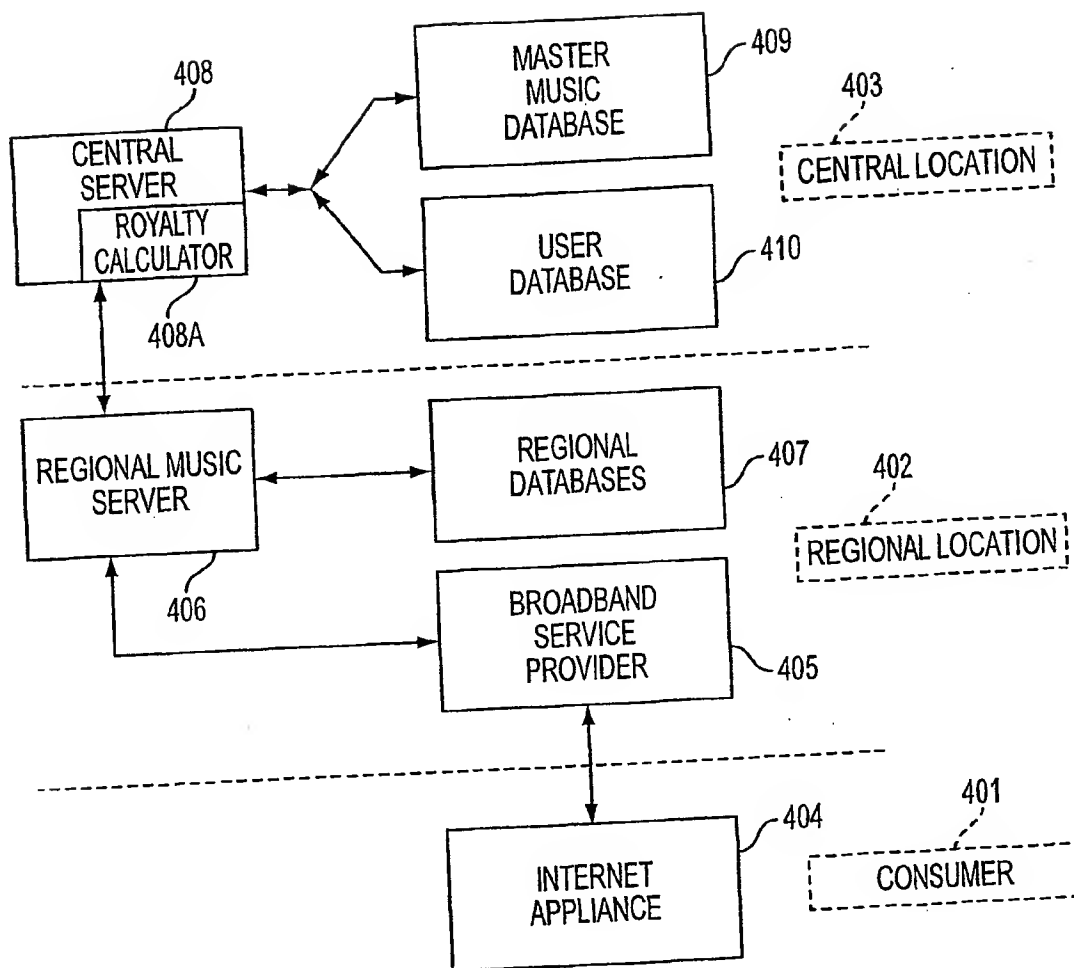 408
CENTRAL
SERVER
ROYALTY
CALCULATOR
408A
MASTER
MUSIC
DATABASE
409
403
CENTRAL LOCATION
USER
DATABASE
410
REGIONAL MUSIC
SERVER
406
REGIONAL
DATABASES
407
402
REGIONAL LOCATION
BROADBAND
SERVICE
PROVIDER
405
INTERNET
APPLIANCE
404
401
CONSUMER